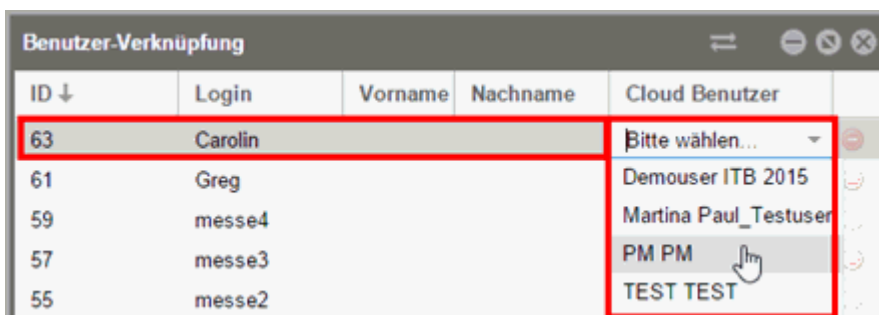 Benutzer-Verknüpfung
ID ↓ Login Vorname Nachname Cloud Benutzer
63 Carolin Bitte wählen...
61 Greg Demouser ITB 2015
59 messe4 Martina Paul_Testuser
57 messe3 PM PM
55 messe2 TEST TEST